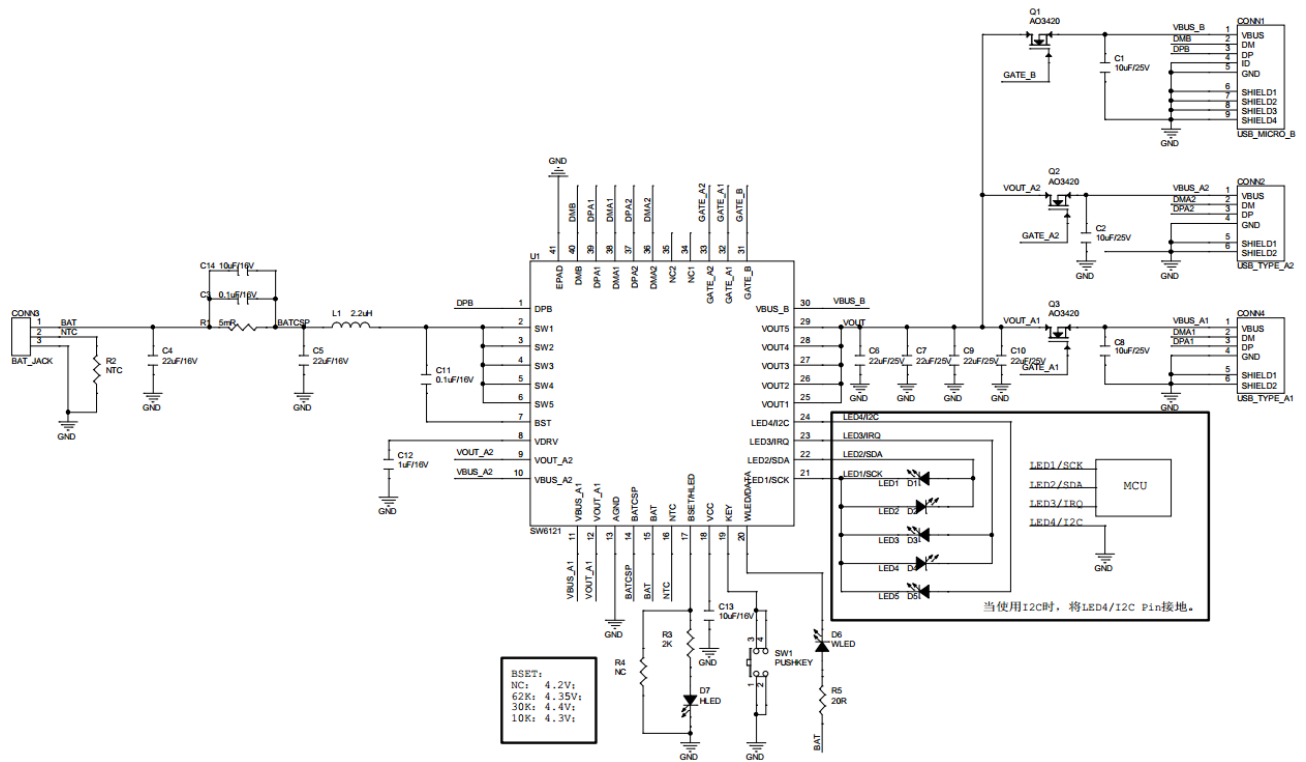 Q1
AO3420
VBUS_B
GATE_B
C1
10uF/25V
CONN1
DMB
DPB
1
2
3
4
5
6
7
8
9
VBUS
DM
DP
ID
GND
SHIELD1
SHIELD2
SHIELD3
SHIELD4
USB_MICRO_B
GND
Q2
AO3420
VOUT_A2
VBUS_A2
GATE_A2
C2
10uF/25V
GND
CONN2
DMA2
DPA2
1
2
3
4
5
6
VBUS
DM
DP
GND
SHIELD1
SHIELD2
USB_TYPE_A2
GND
Q3
AO3420
VOUT_A1
VBUS_A1
GATE_A1
C8
10uF/25V
CONN4
DMA1
DPA1
1
2
3
4
5
6
VBUS
DM
DP
GND
SHIELD1
SHIELD2
USB_TYPE_A1
GND
GND
DMB
DPA1
DMA1
DPA2
DMA2
GATE_A2
GATE_A1
GATE_B
41
40
39
38
37
36
35
34
33
32
31
U1
EPAD
DMB
DPA1
DMA1
DPA2
DMA2
NC2
NC1
GATE_A2
GATE_A1
GATE_B
CONN3
1
2
3
BAT
NTC
BAT_JACK
R2
NTC
GND
C14 10uF/16V
C3 0.1uF/16V
R1 5mR
BATCSP
C4
22uF/16V
GND
C5
22uF/16V
GND
L1 2.2uH
C11
0.1uF/16V
C12
1uF/16V
GND
DPB
VOUT_A2
VBUS_A2
1
2
3
4
5
6
7
8
9
10
DPB
SW1
SW2
SW3
SW4
SW5
BST
VDRV
VOUT_A2
VBUS_A2
VBUS_B
VOUT5
VOUT4
VOUT3
VOUT2
VOUT1
LED4/I2C
LED3/IRQ
LED2/SDA
LED1/SCK
30
29
28
27
26
25
24
23
22
21
VBUS_B
VOUT
C6
22uF/25V
GND
C7
22uF/25V
GND
C9
22uF/25V
GND
C10
22uF/25V
GND
VBUS_A1
VOUT_A1
AGND
BATCSP
BAT
NTC
BSET/HLED
VCC
KEY
WLED/DATA
SW6121
11
12
13
14
15
16
17
18
19
20
VBUS_A1
VOUT_A1
BATCSP
BAT
NTC
GND
C13
10uF/16V
GND
R3
2K
R4
NC
D7
HLED
GND
SW1
PUSHKEY
3
4
1
2
GND
D6
WLED
R5
20R
BAT
LED4/I2C
LED3/IRQ
LED2/SDA
LED1/SCK
LED1 D1
LED2 D2
LED3 D3
LED4 D4
LED5 D5
LED1/SCK
LED2/SDA
LED3/IRQ
LED4/I2C
MCU
GND
当使用I2C时，将LED4/I2C Pin接地。
BSET:
NC: 4.2V;
62K: 4.35V;
30K: 4.4V;
10K: 4.3V;